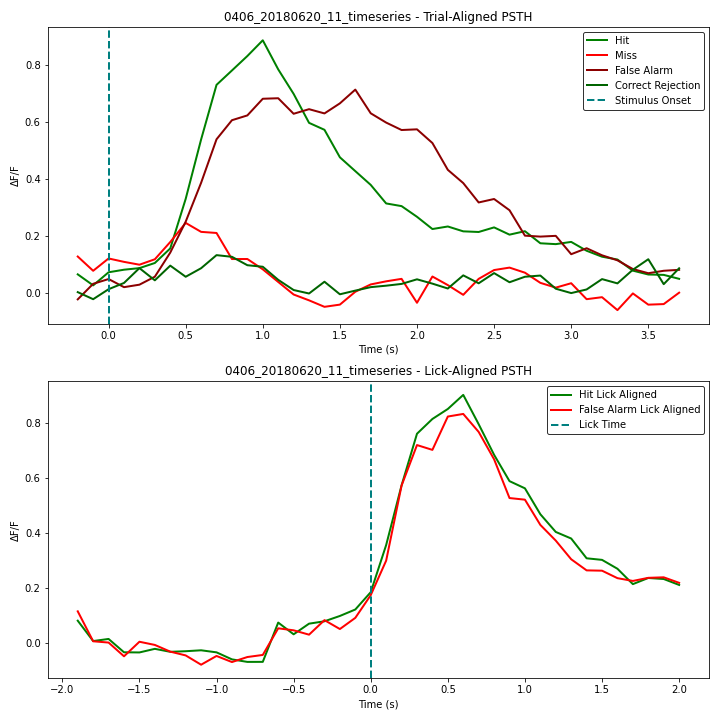 0406_20180620_11_timeseries - Trial-Aligned PSTH
Hit
Miss
False Alarm
Correct Rejection
Stimulus Onset
0.8
0.6
0.4
0.2
0.0
ΔF/F
0.0 0.5 1.0 1.5 2.0 2.5 3.0 3.5
Time (s)
0406_20180620_11_timeseries - Lick-Aligned PSTH
Hit Lick Aligned
False Alarm Lick Aligned
Lick Time
0.8
0.6
0.4
0.2
0.0
ΔF/F
−2.0 −1.5 −1.0 −0.5 0.0 0.5 1.0 1.5 2.0
Time (s)